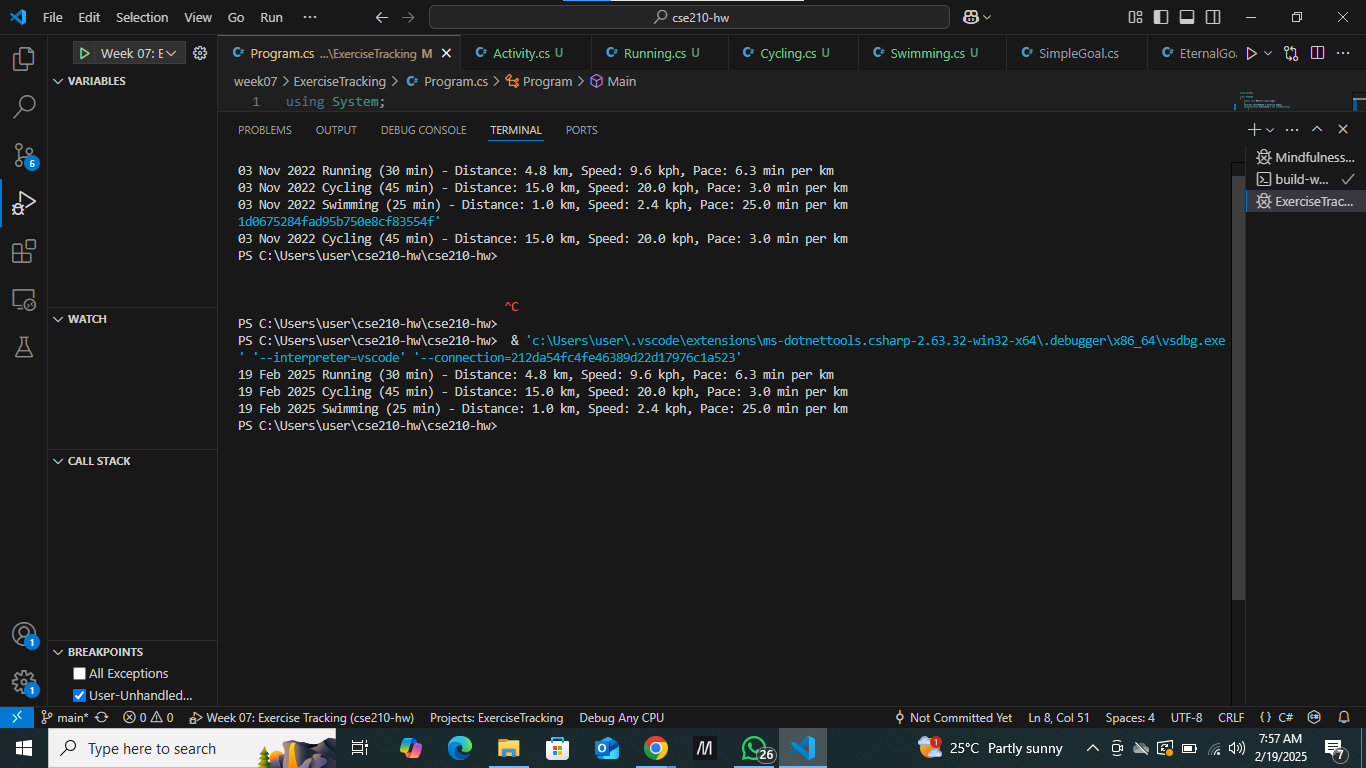 File Edit Selection View Go Run ··· cse210-hw
Week 07: E
Program.cs ...\ExerciseTracking M Activity.cs U Running.cs U Cycling.cs U Swimming.cs U SimpleGoal.cs EternalGo
week07 > ExerciseTracking > Program.cs > Program > Main
1 using System;
VARIABLES
WATCH
CALL STACK
BREAKPOINTS
All Exceptions
User-Unhandled...
6
1
1
PROBLEMS OUTPUT DEBUG CONSOLE TERMINAL PORTS
03 Nov 2022 Running (30 min) - Distance: 4.8 km, Speed: 9.6 kph, Pace: 6.3 min per km
03 Nov 2022 Cycling (45 min) - Distance: 15.0 km, Speed: 20.0 kph, Pace: 3.0 min per km
03 Nov 2022 Swimming (25 min) - Distance: 1.0 km, Speed: 2.4 kph, Pace: 25.0 min per km
1d0675284fad95b750e8cf83554f'
03 Nov 2022 Cycling (45 min) - Distance: 15.0 km, Speed: 20.0 kph, Pace: 3.0 min per km
PS C:\Users\user\cse210-hw\cse210-hw>
^C
PS C:\Users\user\cse210-hw\cse210-hw>
PS C:\Users\user\cse210-hw\cse210-hw> & 'c:\Users\user\.vscode\extensions\ms-dotnettools.csharp-2.63.32-win32-x64\.debugger\x86_64\vsdbg.exe
' '--interpreter=vscode' '--connection=212da54fc4fe46389d22d17976c1a523'
19 Feb 2025 Running (30 min) - Distance: 4.8 km, Speed: 9.6 kph, Pace: 6.3 min per km
19 Feb 2025 Cycling (45 min) - Distance: 15.0 km, Speed: 20.0 kph, Pace: 3.0 min per km
19 Feb 2025 Swimming (25 min) - Distance: 1.0 km, Speed: 2.4 kph, Pace: 25.0 min per km
PS C:\Users\user\cse210-hw\cse210-hw>
Mindfulness...
build-w...
ExerciseTrac...
main* 0 0 Week 07: Exercise Tracking (cse210-hw) Projects: ExerciseTracking Debug Any CPU Not Committed Yet Ln 8, Col 51 Spaces: 4 UTF-8 CRLF {} C#
Type here to search 26 25°C Partly sunny 7:57 AM
2/19/2025 7